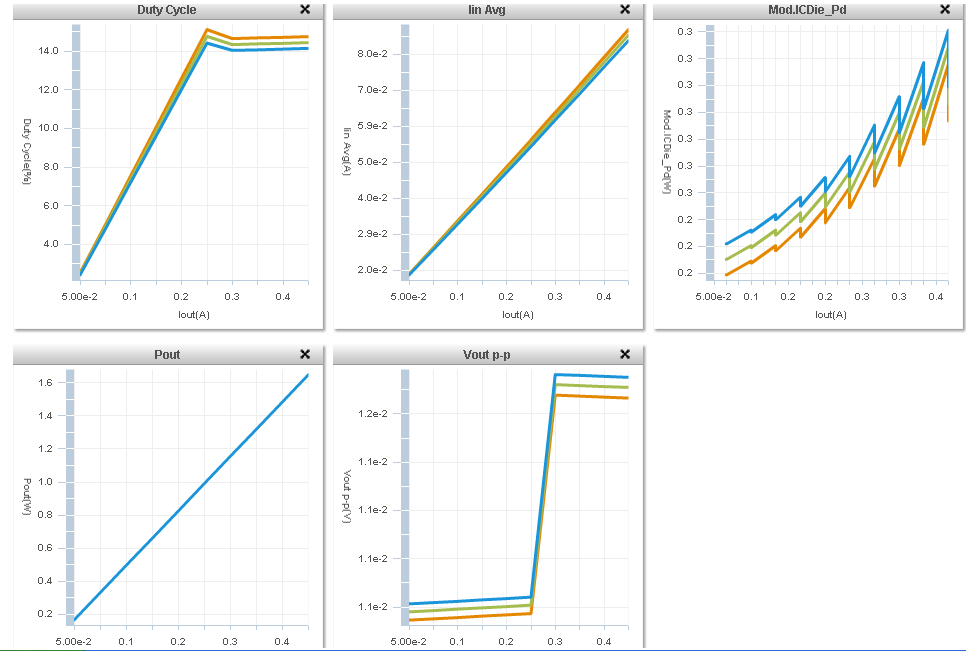 Duty Cycle
14.0
12.0
10.0
8.0
6.0
4.0
Duty Cycle(%)
5.00e-2 0.1 0.2 0.3 0.4
Iout(A)
Iin Avg
8.0e-2
7.0e-2
5.9e-2
5.0e-2
4.0e-2
2.9e-2
2.0e-2
Iin Avg(A)
5.00e-2 0.1 0.2 0.3 0.4
Iout(A)
Mod.ICDie_Pd
0.3
0.3
0.3
0.3
0.3
0.3
0.3
0.2
0.2
0.2
Mod.ICDie_Pd(W)
5.00e-2 0.1 0.2 0.2 0.3 0.3 0.4
Iout(A)
Pout
1.6
1.4
1.2
1.0
0.8
0.6
0.4
0.2
Pout(W)
5.00e-2 0.1 0.2 0.3 0.4
Vout p-p
1.2e-2
1.1e-2
1.1e-2
1.1e-2
1.1e-2
Vout p-p(V)
5.00e-2 0.1 0.2 0.3 0.4